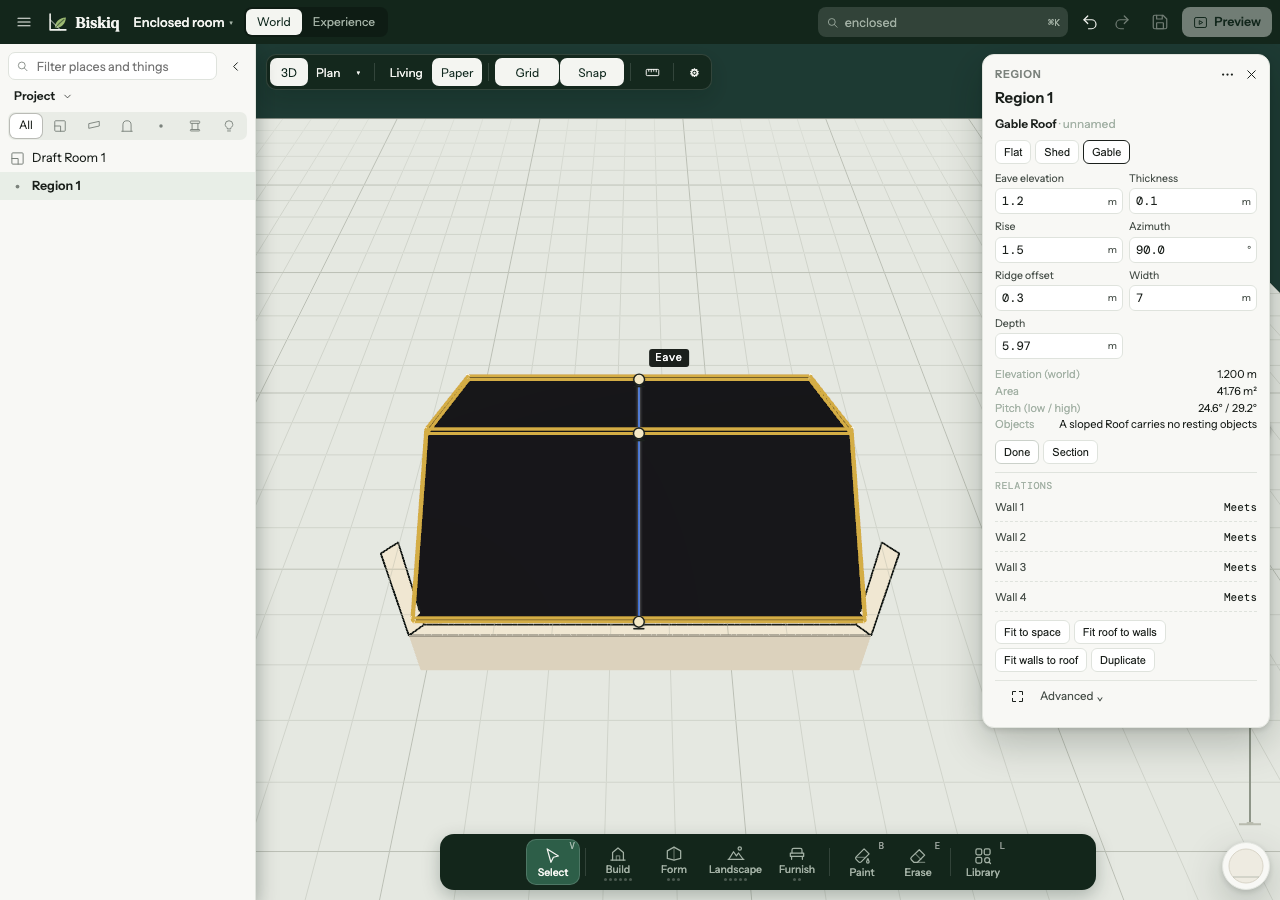 Biskiq
Enclosed room
World
Experience
enclosed
⌘K
Preview
Filter places and things
Project
All
Draft Room 1
Region 1
3D
Plan
Living
Paper
Grid
Snap
Eave
REGION
Region 1
Gable Roof · unnamed
Flat
Shed
Gable
Eave elevation
Thickness
1.2 m
0.1 m
Rise
Azimuth
1.5 m
90.0 °
Ridge offset
Width
0.3 m
7 m
Depth
5.97 m
Elevation (world) 1.200 m
Area 41.76 m²
Pitch (low / high) 24.6° / 29.2°
Objects A sloped Roof carries no resting objects
Done
Section
RELATIONS
Wall 1 Meets
Wall 2 Meets
Wall 3 Meets
Wall 4 Meets
Fit to space
Fit roof to walls
Fit walls to roof
Duplicate
Advanced
Select V
Build
Form
Landscape
Furnish
Paint B
Erase E
Library L